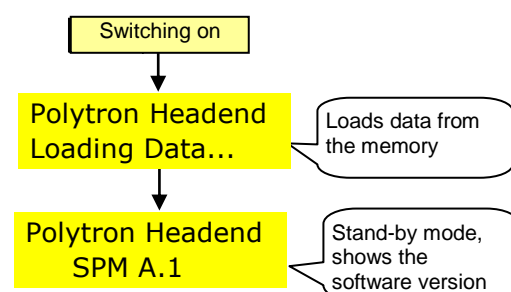 Switching on
Polytron Headend
Loading Data...
Loads data from
the memory
Polytron Headend
SPM A.1
Stand-by mode,
shows the
software version